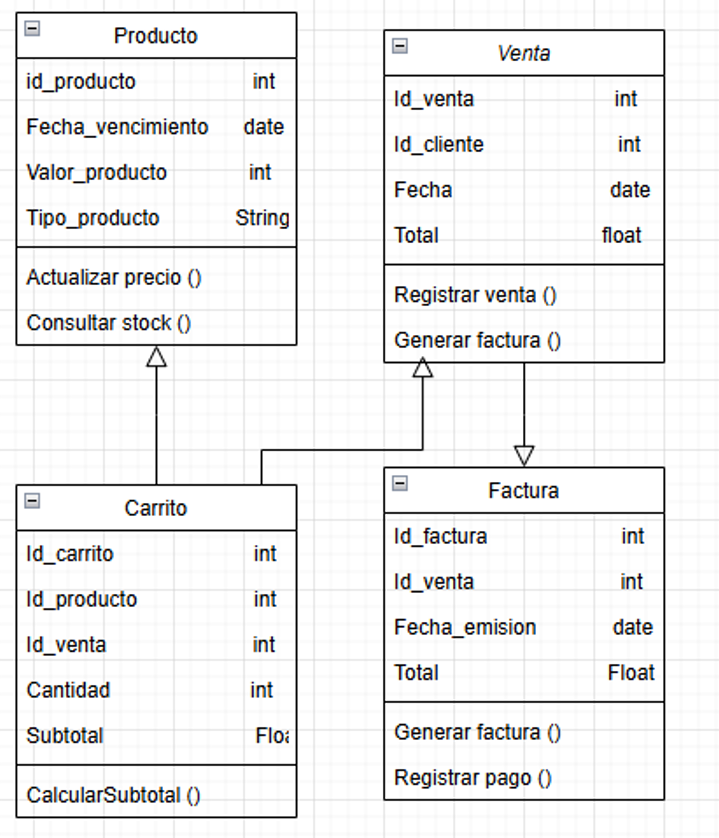 Producto
id_producto int
Fecha_vencimiento date
Valor_producto int
Tipo_producto String
Actualizar precio ()
Consultar stock ()
Venta
Id_venta int
Id_cliente int
Fecha date
Total float
Registrar venta ()
Generar factura ()
Carrito
Id_carrito int
Id_producto int
Id_venta int
Cantidad int
Subtotal Floa
CalcularSubtotal ()
Factura
Id_factura int
Id_venta int
Fecha_emision date
Total Float
Generar factura ()
Registrar pago ()